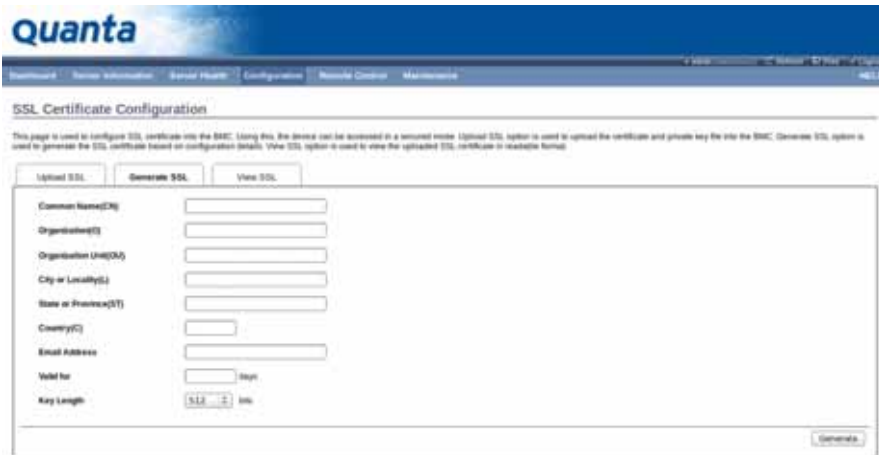 Quanta
Refresh Print
Dashboard Server Information Server Health Configuration Remote Control Maintenance HELP
SSL Certificate Configuration
This page is used to configure SSL certificate into the BMC. Using this, the device can be accessed in a secured mode. Upload SSL option is used to upload the certificate and private key file into the BMC. Generate SSL option is
used to generate the SSL certificate based on configuration details. View SSL option is used to view the uploaded SSL certificate in readable format.
Upload SSL Generate SSL View SSL
Common Name(CN)
Organization(O)
Organization Unit(OU)
City or Locality(L)
State or Province(ST)
Country(C)
Email Address
Valid for days
Key Length 512 bits
Generate